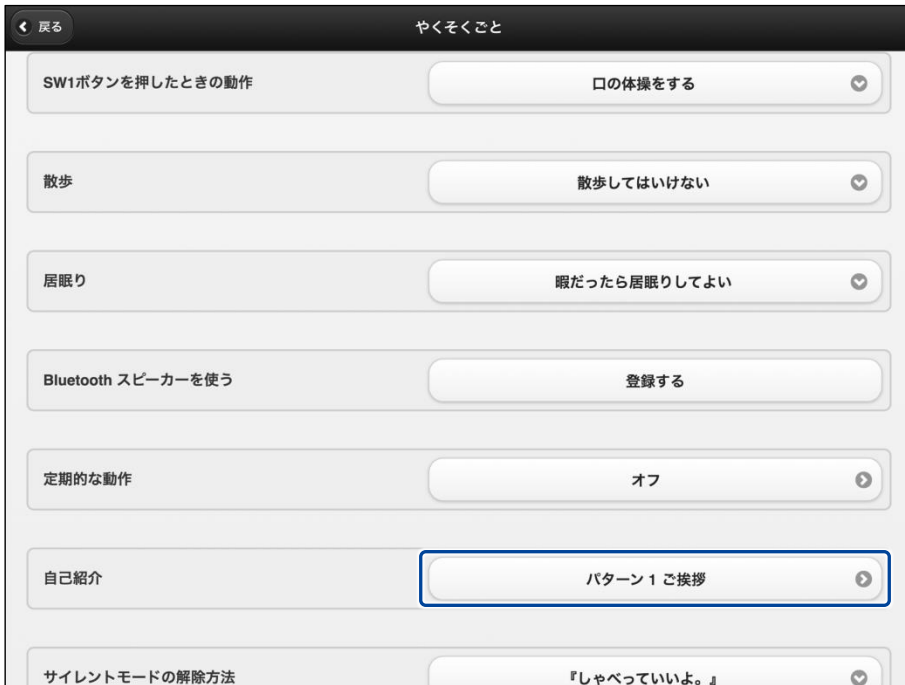 戻る
やくそくごと
SW1ボタンを押したときの動作
口の体操をする
散歩
散歩してはいけない
居眠り
暇だったら居眠りしてよい
Bluetooth スピーカーを使う
登録する
定期的な動作
オフ
自己紹介
パターン 1 ご挨拶
サイレントモードの解除方法
『しゃべっていいよ。』